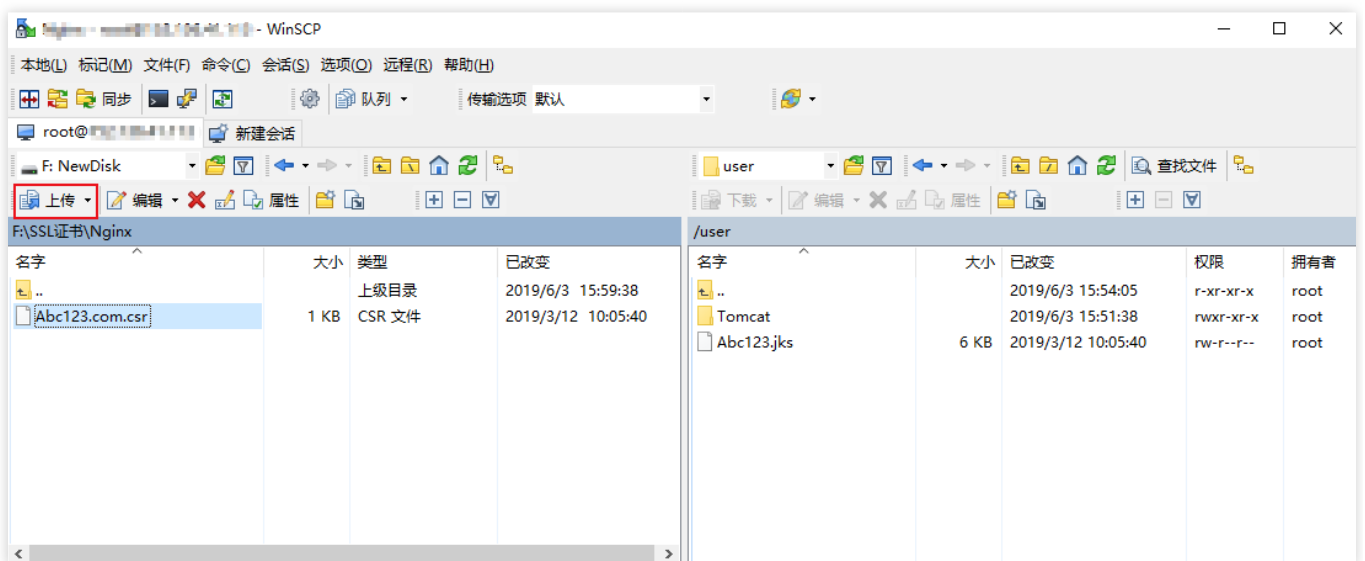 - WinSCP
本地(L) 标记(M) 文件(F) 命令(C) 会话(S) 选项(O) 远程(R) 帮助(H)
同步 队列 传输选项 默认
root@ 新建会话
F: NewDisk user 查找文件
上传 编辑 属性 下载 编辑 属性
F:\SSL证书\Nginx /user
名字 大小 类型 已改变 名字 大小 已改变 权限 拥有者
.. 上级目录 2019/6/3 15:59:38 .. 2019/6/3 15:54:05 r-xr-xr-x root
Abc123.com.csr 1 KB CSR 文件 2019/3/12 10:05:40 Tomcat 2019/6/3 15:51:38 rwxr-xr-x root
Abc123.jks 6 KB 2019/3/12 10:05:40 rw-r--r-- root